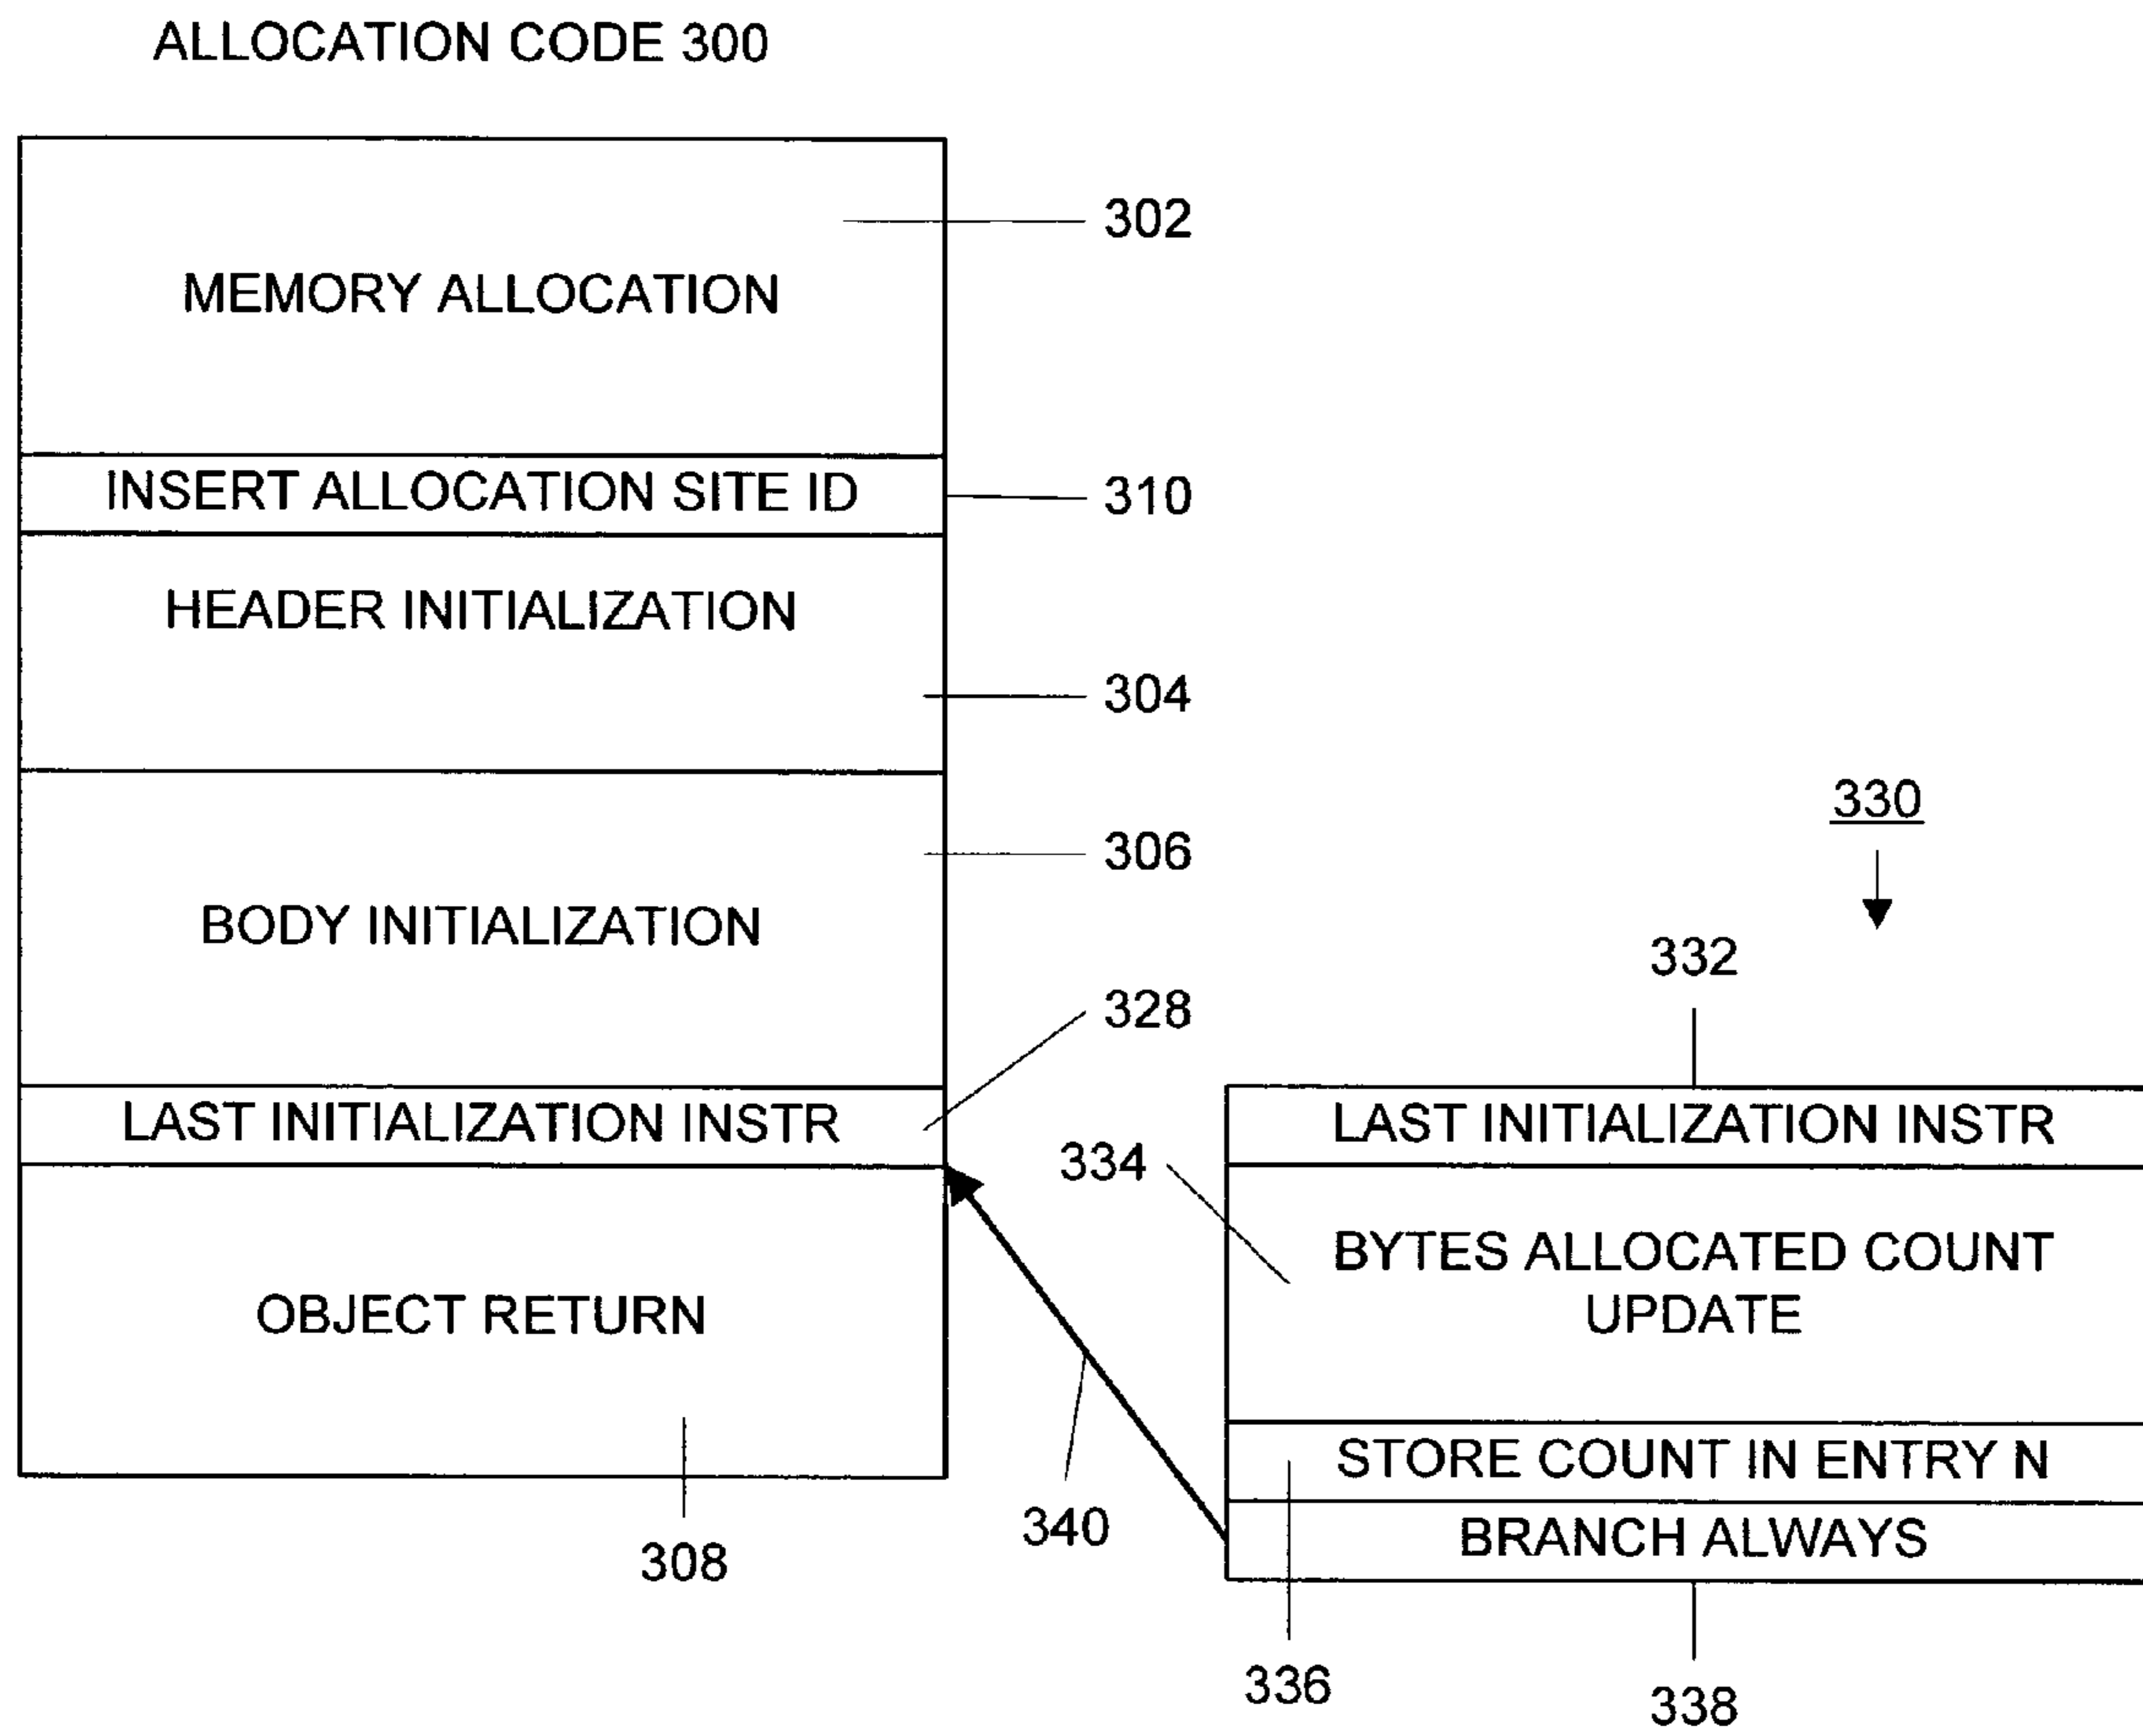 ALLOCATION CODE 300
302
MEMORY ALLOCATION
INSERT ALLOCATION SITE ID
310
HEADER INITIALIZATION
304
306
BODY INITIALIZATION
328
LAST INITIALIZATION INSTR
OBJECT RETURN
308
330
332
LAST INITIALIZATION INSTR
334
BYTES ALLOCATED COUNT
UPDATE
STORE COUNT IN ENTRY N
BRANCH ALWAYS
340
336
338